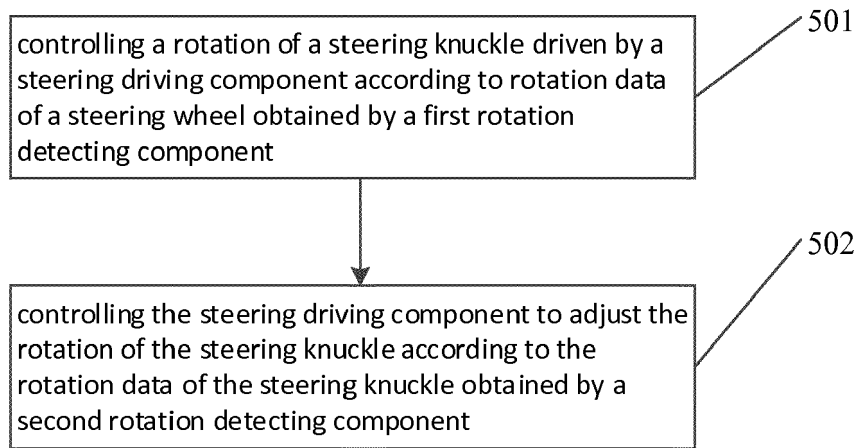 501
controlling a rotation of a steering knuckle driven by a
steering driving component according to rotation data
of a steering wheel obtained by a first rotation
detecting component
502
controlling the steering driving component to adjust the
rotation of the steering knuckle according to the
rotation data of the steering knuckle obtained by a
second rotation detecting component